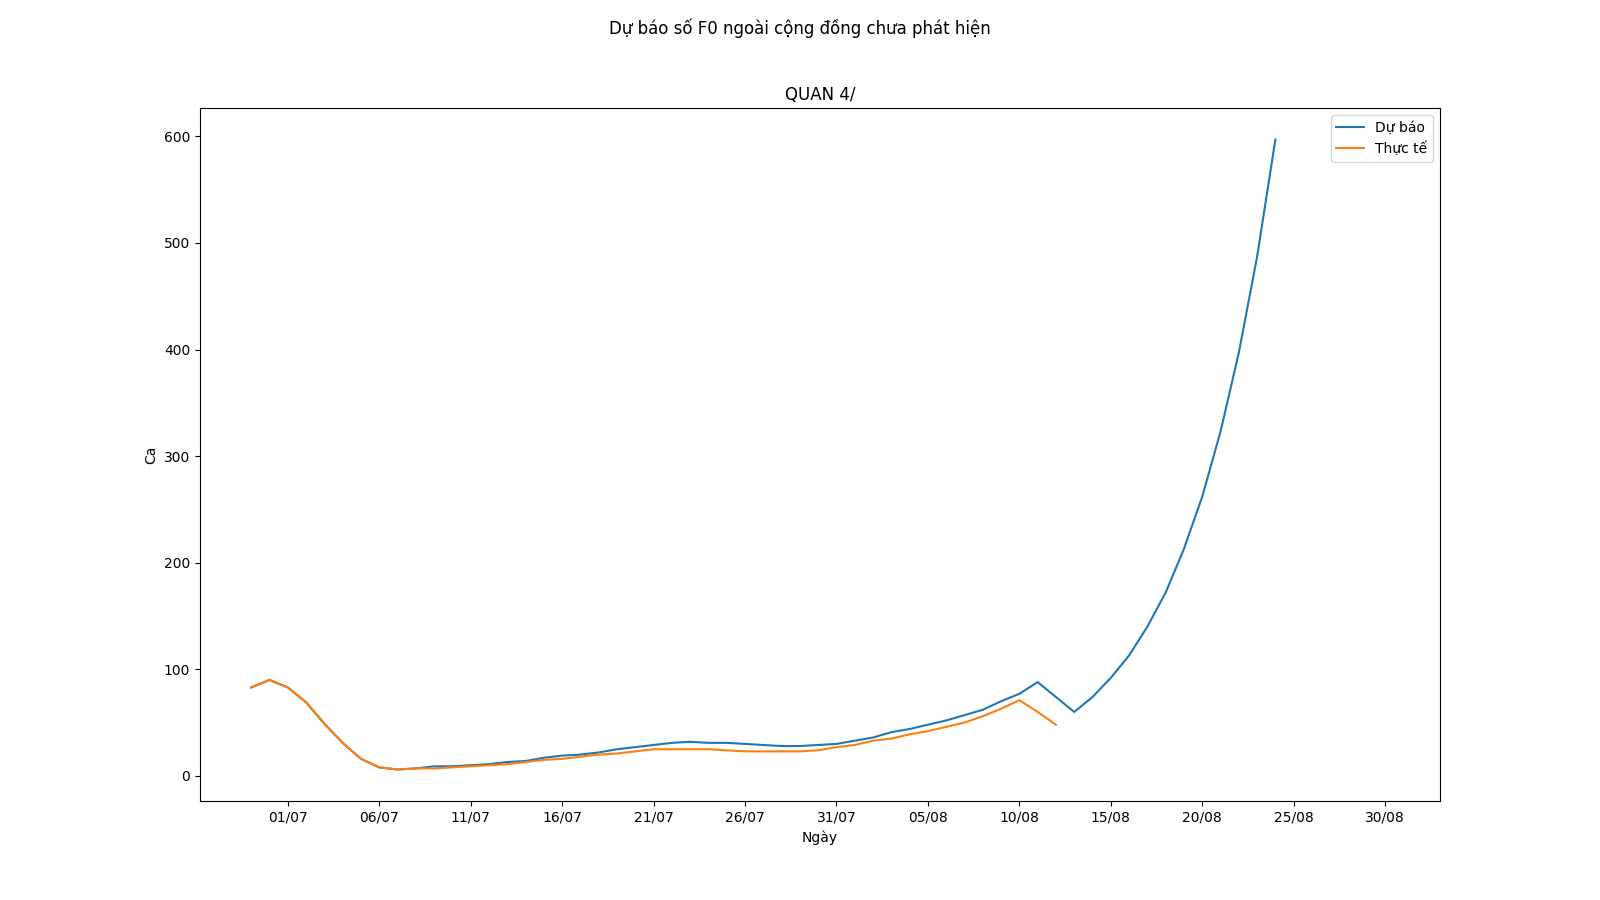 Dự báo số F0 ngoài cộng đồng chưa phát hiện
QUAN 4/
Dự báo
Thực tế
600
500
400
300
200
100
0
Ca
01/07 06/07 11/07 16/07 21/07 26/07 31/07 05/08 10/08 15/08 20/08 25/08 30/08
Ngày